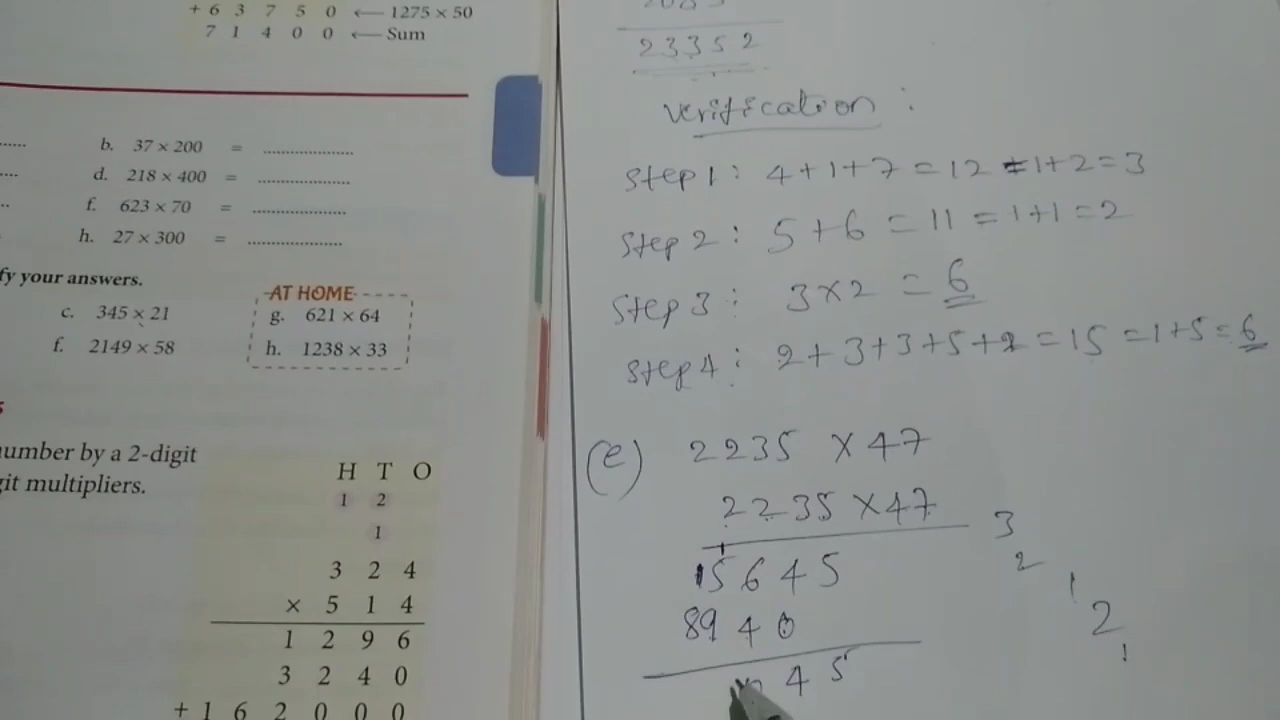 + 6 3 7 5 0 ← 1275 × 50
7 1 4 0 0 ← Sum
b. 37 × 200 = ....................
d. 218 × 400 = ....................
f. 623 × 70 = ....................
h. 27 × 300 = ....................
fy your answers.
c. 345 × 21
f. 2149 × 58
AT HOME
g. 621 × 64
h. 1238 × 33
number by a 2-digit
git multipliers.
H T O
1 2
1
3 2 4
× 5 1 4
1 2 9 6
3 2 4 0
+ 1 6 2 0 0 0
23352
Verification :
Step 1 : 4+1+7 = 12 = 1+2 = 3
Step 2 : 5+6 = 11 = 1+1 = 2
Step 3 : 3×2 = 6
Step 4 : 2+3+3+5+2 = 15 = 1+5 = 6
(e) 2235 × 47
2235 × 47
3
2
1
2
1
1
15645
8940
45